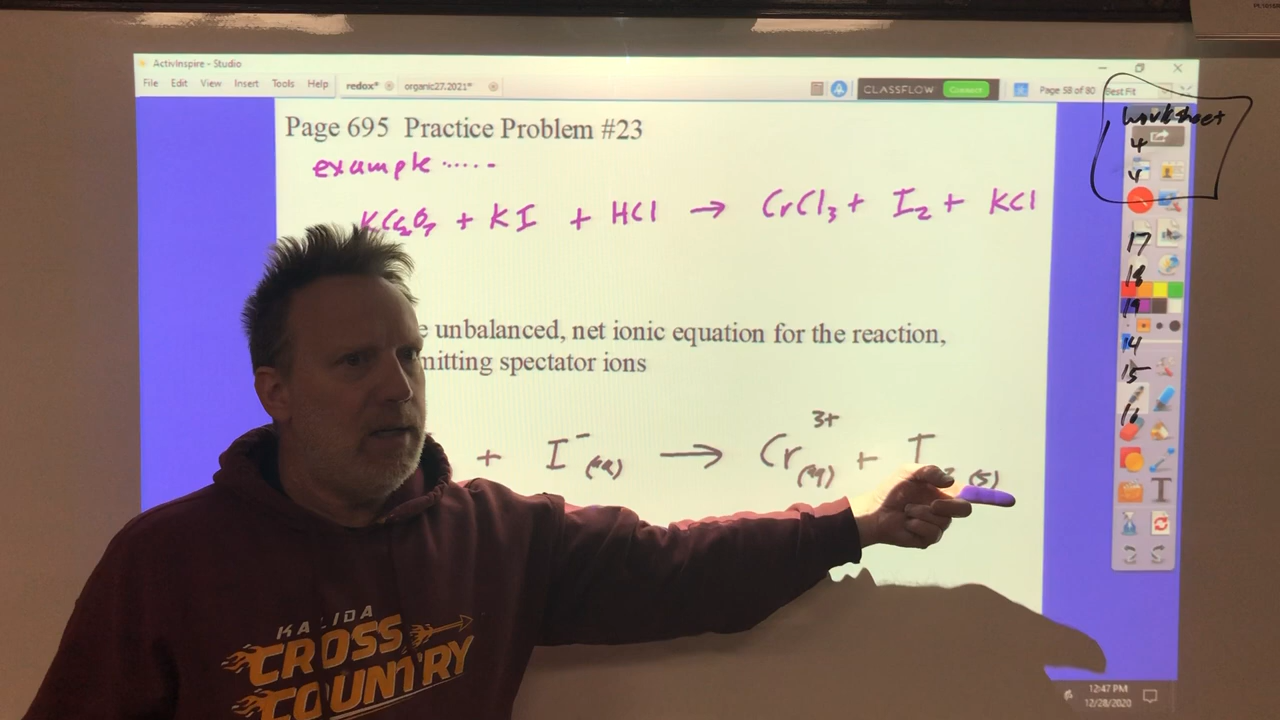 ActivInspire - Studio
File Edit View Insert Tools Help redox* organic27.2021* CLASSFLOW Connect Page 58 of 80 Best Fit
Page 695 Practice Problem #23
example ......
+ KI + HCl → CrCl3 + I2 + KCl
e unbalanced, net ionic equation for the reaction,
mitting spectator ions
+ I⁻(aq) → Cr³⁺(aq) + I (s)
worksheet
4
4
17
18
19
14
15
16
KALIDA
CROSS
COUNTRY
12:47 PM
12/28/2020